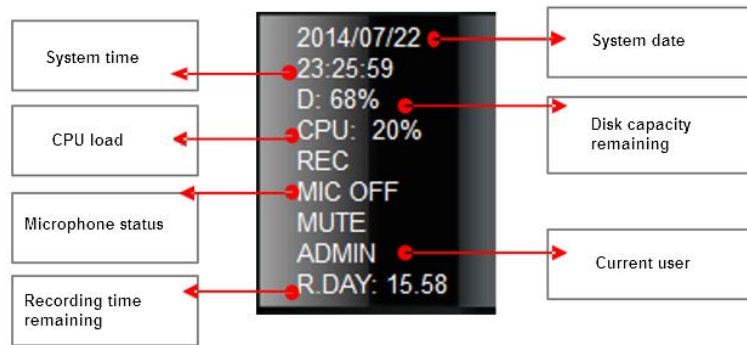 System time
CPU load
Microphone status
Recording time
remaining
2014/07/22
23:25:59
D: 68%
CPU: 20%
REC
MIC OFF
MUTE
ADMIN
R.DAY: 15.58
System date
Disk capacity
remaining
Current user